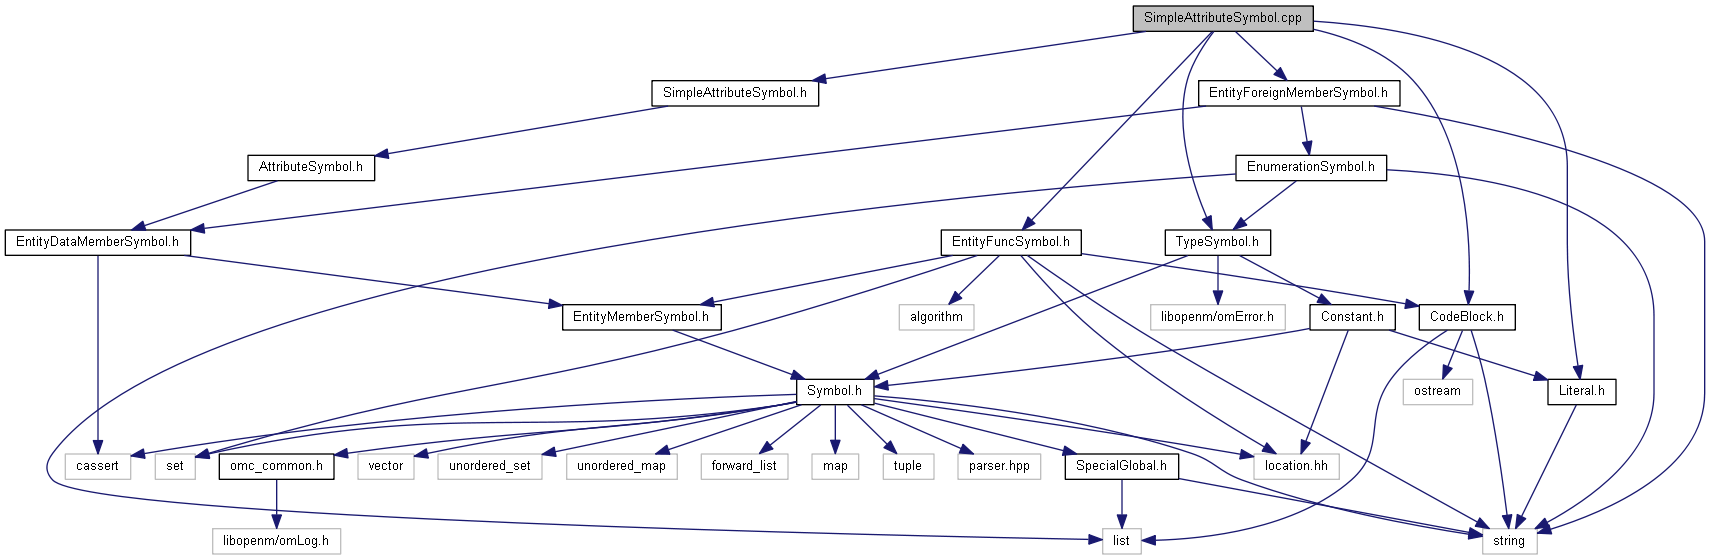 SimpleAttributeSymbol.cpp
SimpleAttributeSymbol.h
EntityForeignMemberSymbol.h
AttributeSymbol.h
EnumerationSymbol.h
EntityDataMemberSymbol.h
EntityFuncSymbol.h
TypeSymbol.h
EntityMemberSymbol.h
algorithm
libopenm/omError.h
Constant.h
CodeBlock.h
Symbol.h
ostream
Literal.h
cassert
set
omc_common.h
vector
unordered_set
unordered_map
forward_list
map
tuple
parser.hpp
SpecialGlobal.h
location.hh
libopenm/omLog.h
list
string